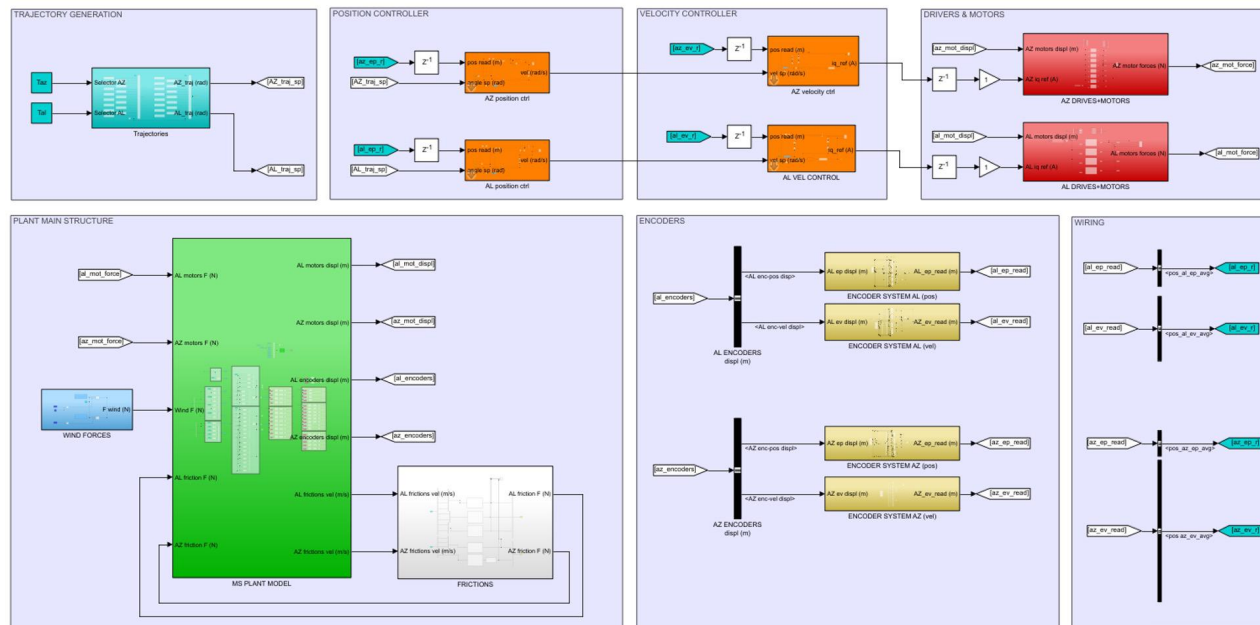 TRAJECTORY GENERATION
Taz
Tal
Selector AZ
Selector AL
AZ_traj (rad)
AL_traj (rad)
Trajectories
[AZ_traj_sp]
[AL_traj_sp]
POSITION CONTROLLER
[az_ep_r]
Z-1
[AZ_traj_sp]
pos read (m)
angle sp (rad)
vel (rad/s)
AZ position ctrl
[al_ep_r]
Z-1
[AL_traj_sp]
pos read (m)
angle sp (rad)
vel (rad/s)
AL position ctrl
VELOCITY CONTROLLER
[az_ev_r]
Z-1
pos read (m)
vel sp (rad/s)
iq_ref (A)
AZ velocity ctrl
[al_ev_r]
Z-1
pos read (m)
vel sp (rad/s)
iq_ref (A)
AL VEL CONTROL
DRIVERS & MOTORS
[az_mot_displ]
Z-1
1
AZ motors displ (m)
AZ iq ref (A)
AZ motor forces (N)
[az_mot_force]
AZ DRIVES+MOTORS
[al_mot_displ]
Z-1
1
AL motors displ (m)
AL iq ref (A)
AL motors forces (N)
[al_mot_force]
AL DRIVES+MOTORS
PLANT MAIN STRUCTURE
[al_mot_force]
AL motors F (N)
AL motors displ (m)
[al_mot_displ]
[az_mot_force]
AZ motors F (N)
AZ motors displ (m)
[az_mot_displ]
AL encoders displ (m)
[al_encoders]
F wind (N)
WIND FORCES
Wind F (N)
AZ encoders displ (m)
[az_encoders]
AL friction F (N)
AL frictions vel (m/s)
AL frictions vel (m/s)
AL friction F (N)
AZ friction F (N)
AZ frictions vel (m/s)
AZ frictions vel (m/s)
AZ friction F (N)
MS PLANT MODEL
FRICTIONS
ENCODERS
[al_encoders]
<AL enc-pos disp>
AL ep displ (m)
AL_ep_read (m)
[al_ep_read]
ENCODER SYSTEM AL (pos)
<AL enc-vel displ>
AL ev displ (m)
AZ_ev_read (m)
[al_ev_read]
ENCODER SYSTEM AL (vel)
AL ENCODERS
displ (m)
[az_encoders]
<AZ enc-pos displ>
AZ ep displ (m)
AZ_ep_read (m)
[az_ep_read]
ENCODER SYSTEM AZ (pos)
<AZ enc-vel displ>
AZ ev displ (m)
AZ_ev_read (m)
[az_ev_read]
ENCODER SYSTEM AZ (vel)
AZ ENCODERS
displ (m)
WIRING
[al_ep_read]
<pos_al_ep_avg>
[al_ep_r]
[al_ev_read]
<pos_al_ev_avg>
[al_ev_r]
[az_ep_read]
<pos_az_ep_avg>
[az_ep_r]
[az_ev_read]
<pos az_ev_avg>
[az_ev_r]